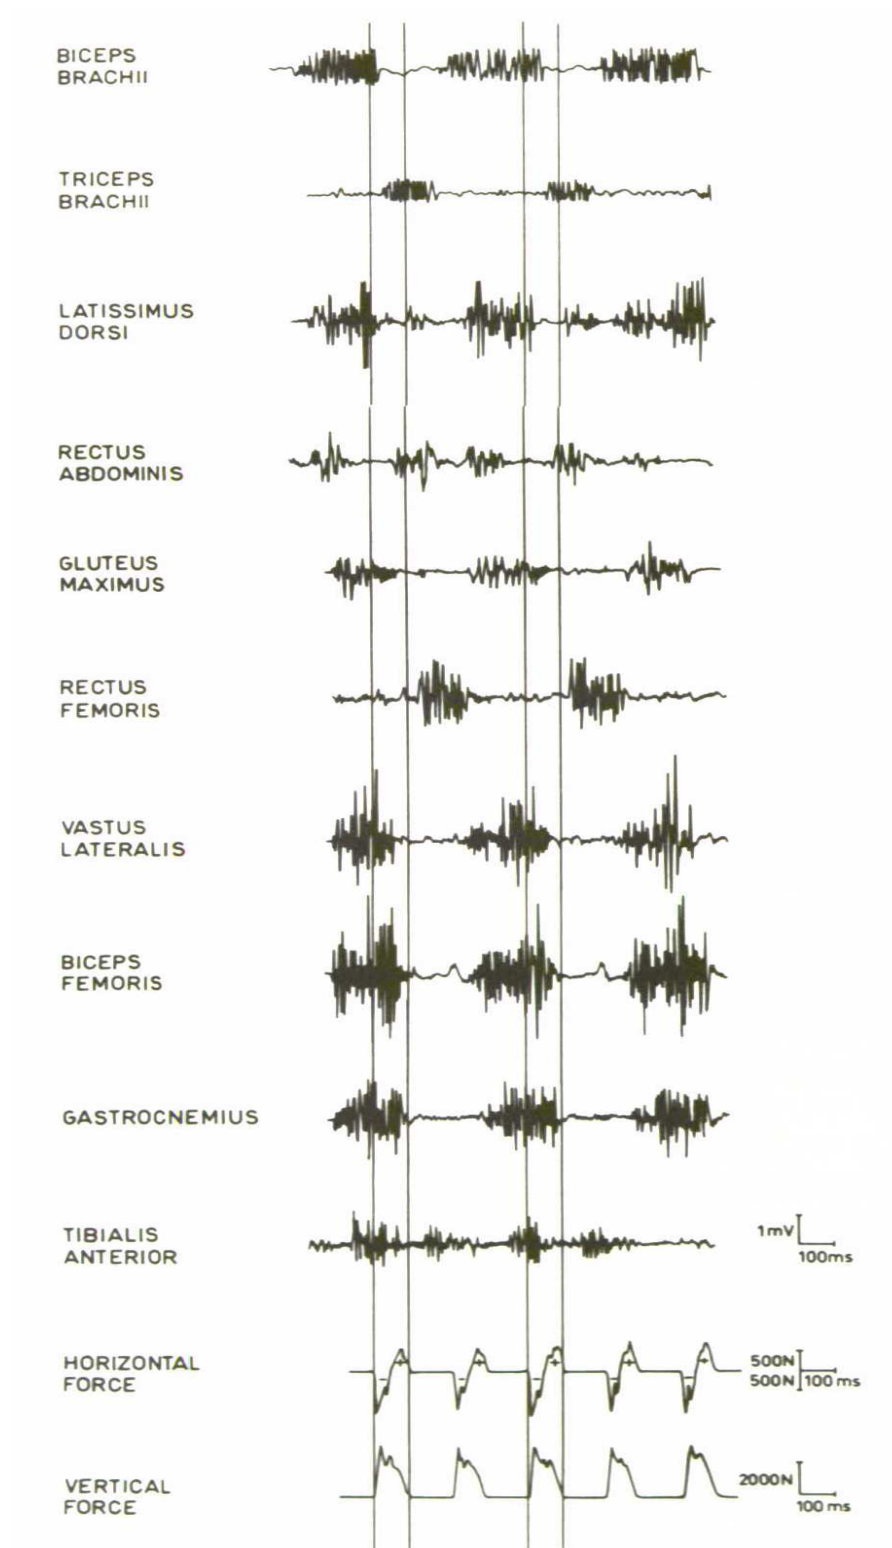 BICEPS
BRACHII
TRICEPS
BRACHII
LATISSIMUS
DORSI
RECTUS
ABDOMINIS
GLUTEUS
MAXIMUS
RECTUS
FEMORIS
VASTUS
LATERALIS
BICEPS
FEMORIS
GASTROCNEMIUS
TIBIALIS
ANTERIOR
1mV
100ms
HORIZONTAL
FORCE
500N
500N
100 ms
- + - + - + - + - +
VERTICAL
FORCE
2000N
100 ms